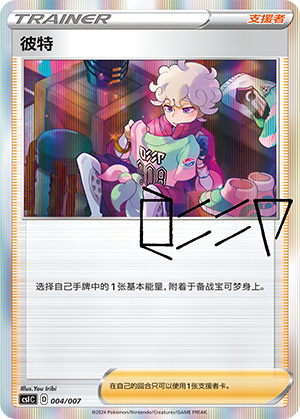 TRAINER 支援者
彼特
109
选择自己手牌中的1张基本能量,附着于备战宝可梦身上。
Illus.You Iribi
在自己的回合只可以使用1张支援者卡。
csIC D 004/007
©2024 Pokémon/Nintendo/Creatures/GAME FREAK